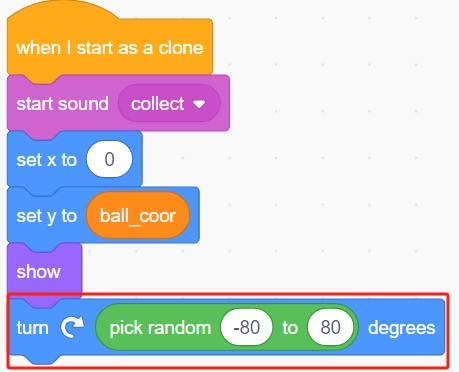 when I start as a clone
start sound collect
set x to 0
set y to ball_coor
show
turn pick random -80 to 80 degrees